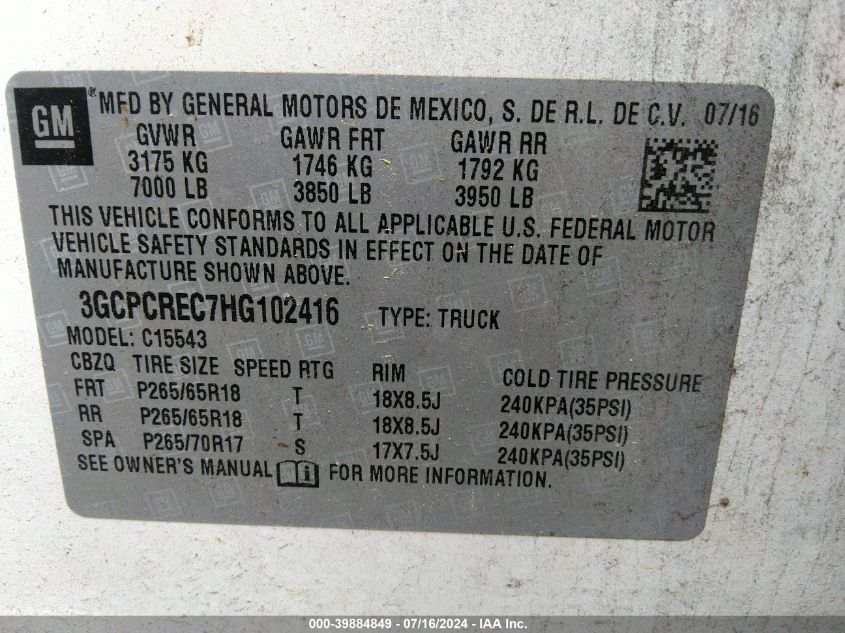 GM ® MFD BY GENERAL MOTORS DE MEXICO, S. DE R.L. DE C.V. 07/16
GVWR GAWR FRT GAWR RR
3175 KG 1746 KG 1792 KG
7000 LB 3850 LB 3950 LB
THIS VEHICLE CONFORMS TO ALL APPLICABLE U.S. FEDERAL MOTOR
VEHICLE SAFETY STANDARDS IN EFFECT ON THE DATE OF
MANUFACTURE SHOWN ABOVE.
3GCPCREC7HG102416 TYPE: TRUCK
MODEL: C15543
CBZQ TIRE SIZE SPEED RTG RIM COLD TIRE PRESSURE
FRT P265/65R18 T 18X8.5J 240KPA(35PSI)
RR P265/65R18 T 18X8.5J 240KPA(35PSI)
SPA P265/70R17 S 17X7.5J 240KPA(35PSI)
SEE OWNER'S MANUAL FOR MORE INFORMATION.
000-39884849 - 07/16/2024 - IAA, Inc.